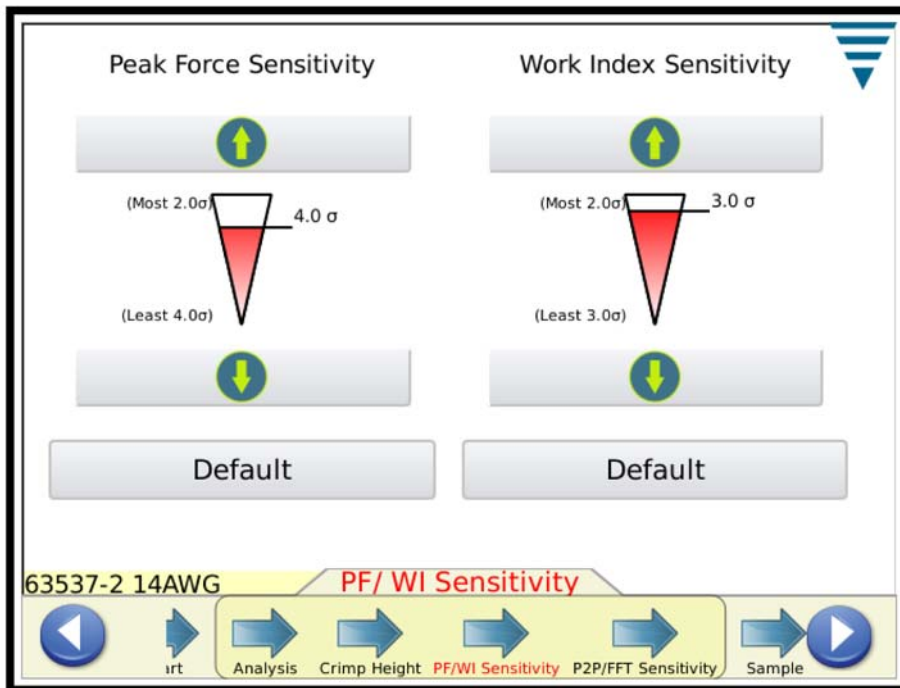 Peak Force Sensitivity
Work Index Sensitivity
(Most 2.0σ)
4.0 σ
(Least 4.0σ)
(Most 2.0σ)
3.0 σ
(Least 3.0σ)
Default
Default
63537-2 14AWG
PF/ WI Sensitivity
art
Analysis
Crimp Height
PF/WI Sensitivity
P2P/FFT Sensitivity
Sample